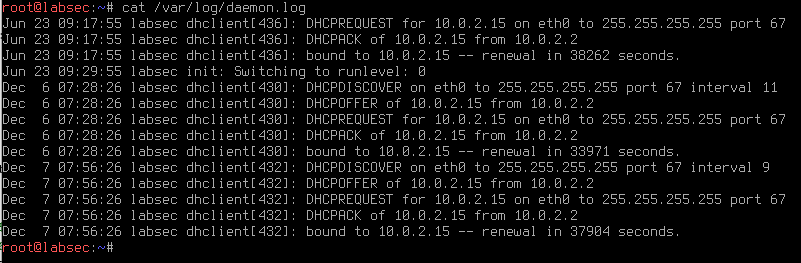 root@labsec:~# cat /var/log/daemon.log
Jun 23 09:17:55 labsec dhclient[436]: DHCPREQUEST for 10.0.2.15 on eth0 to 255.255.255.255 port 67
Jun 23 09:17:55 labsec dhclient[436]: DHCPACK of 10.0.2.15 from 10.0.2.2
Jun 23 09:17:55 labsec dhclient[436]: bound to 10.0.2.15 -- renewal in 38262 seconds.
Jun 23 09:29:55 labsec init: Switching to runlevel: 0
Dec  6 07:28:26 labsec dhclient[430]: DHCPDISCOVER on eth0 to 255.255.255.255 port 67 interval 11
Dec  6 07:28:26 labsec dhclient[430]: DHCPOFFER of 10.0.2.15 from 10.0.2.2
Dec  6 07:28:26 labsec dhclient[430]: DHCPREQUEST for 10.0.2.15 on eth0 to 255.255.255.255 port 67
Dec  6 07:28:26 labsec dhclient[430]: DHCPACK of 10.0.2.15 from 10.0.2.2
Dec  6 07:28:26 labsec dhclient[430]: bound to 10.0.2.15 -- renewal in 33971 seconds.
Dec  7 07:56:26 labsec dhclient[432]: DHCPDISCOVER on eth0 to 255.255.255.255 port 67 interval 9
Dec  7 07:56:26 labsec dhclient[432]: DHCPOFFER of 10.0.2.15 from 10.0.2.2
Dec  7 07:56:26 labsec dhclient[432]: DHCPREQUEST for 10.0.2.15 on eth0 to 255.255.255.255 port 67
Dec  7 07:56:26 labsec dhclient[432]: DHCPACK of 10.0.2.15 from 10.0.2.2
Dec  7 07:56:26 labsec dhclient[432]: bound to 10.0.2.15 -- renewal in 37904 seconds.
root@labsec:~#